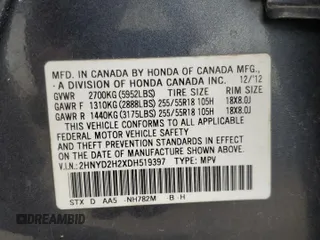 MFD. IN CANADA BY HONDA OF CANADA MFG.,
A DIVISION OF HONDA CANADA INC. 12/'12
GVWR 2700KG (5952LBS) TIRE SIZE RIM SIZE
GAWR F 1310KG (2888LBS) 255/55R18 105H 18X8.0J
GAWR R 1440KG (3175LBS) 255/55R18 105H 18X8.0J
THIS VEHICLE CONFORMS TO ALL APPLICABLE
FEDERAL MOTOR VEHICLE SAFETY
AND THEFT PREVENTION STANDARDS IN EFFECT
ON THE DATE OF MANUFACTURE SHOWN ABOVE.
V.I.N.: 2HNYD2H2XDH519397 TYPE: MPV
STX D AA5 -NH782M -B -H
© DREAMBID